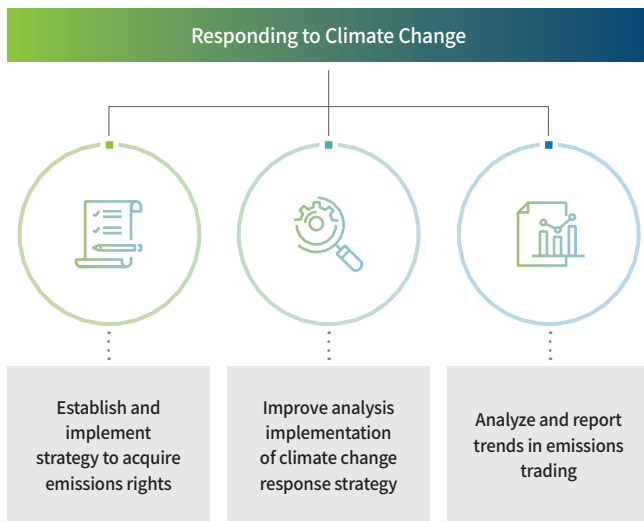 Responding to Climate Change
Establish and
implement
strategy to acquire
emissions rights
Improve analysis
implementation
of climate change
response strategy
Analyze and report
trends in emissions
trading